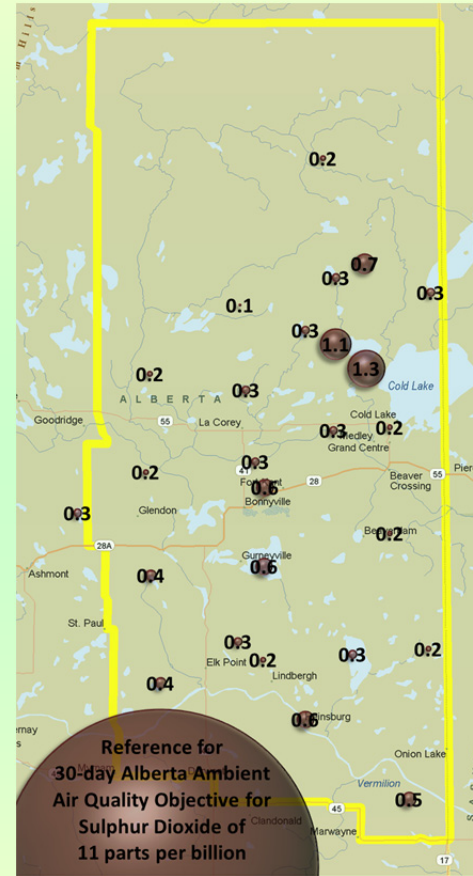 m Hills
0.2
0.7
0.3
0.3
0.1
0.3
1.1
1.3
0.2
0.3
Cold Lake
ALBERTA
Goodridge
55
La Corey
Cold Lake
0.2
0.3
Medley
Grand Centre
0.3
41
0.2
28
Beaver
Crossing
55
0.6
Bonnyville
0.3
Glendon
0.2
28A
Gurneyville
0.6
Ashmont
0.4
St. Paul
0.3
0.2
0.3
0.2
Elk Point
Lindbergh
0.4
0.6
Onion Lake
Reference for
30-day Alberta Ambient
Air Quality Objective for
Sulphur Dioxide of
11 parts per billion
Vermilion
0.5
45
Clandonald
Marwayne
17